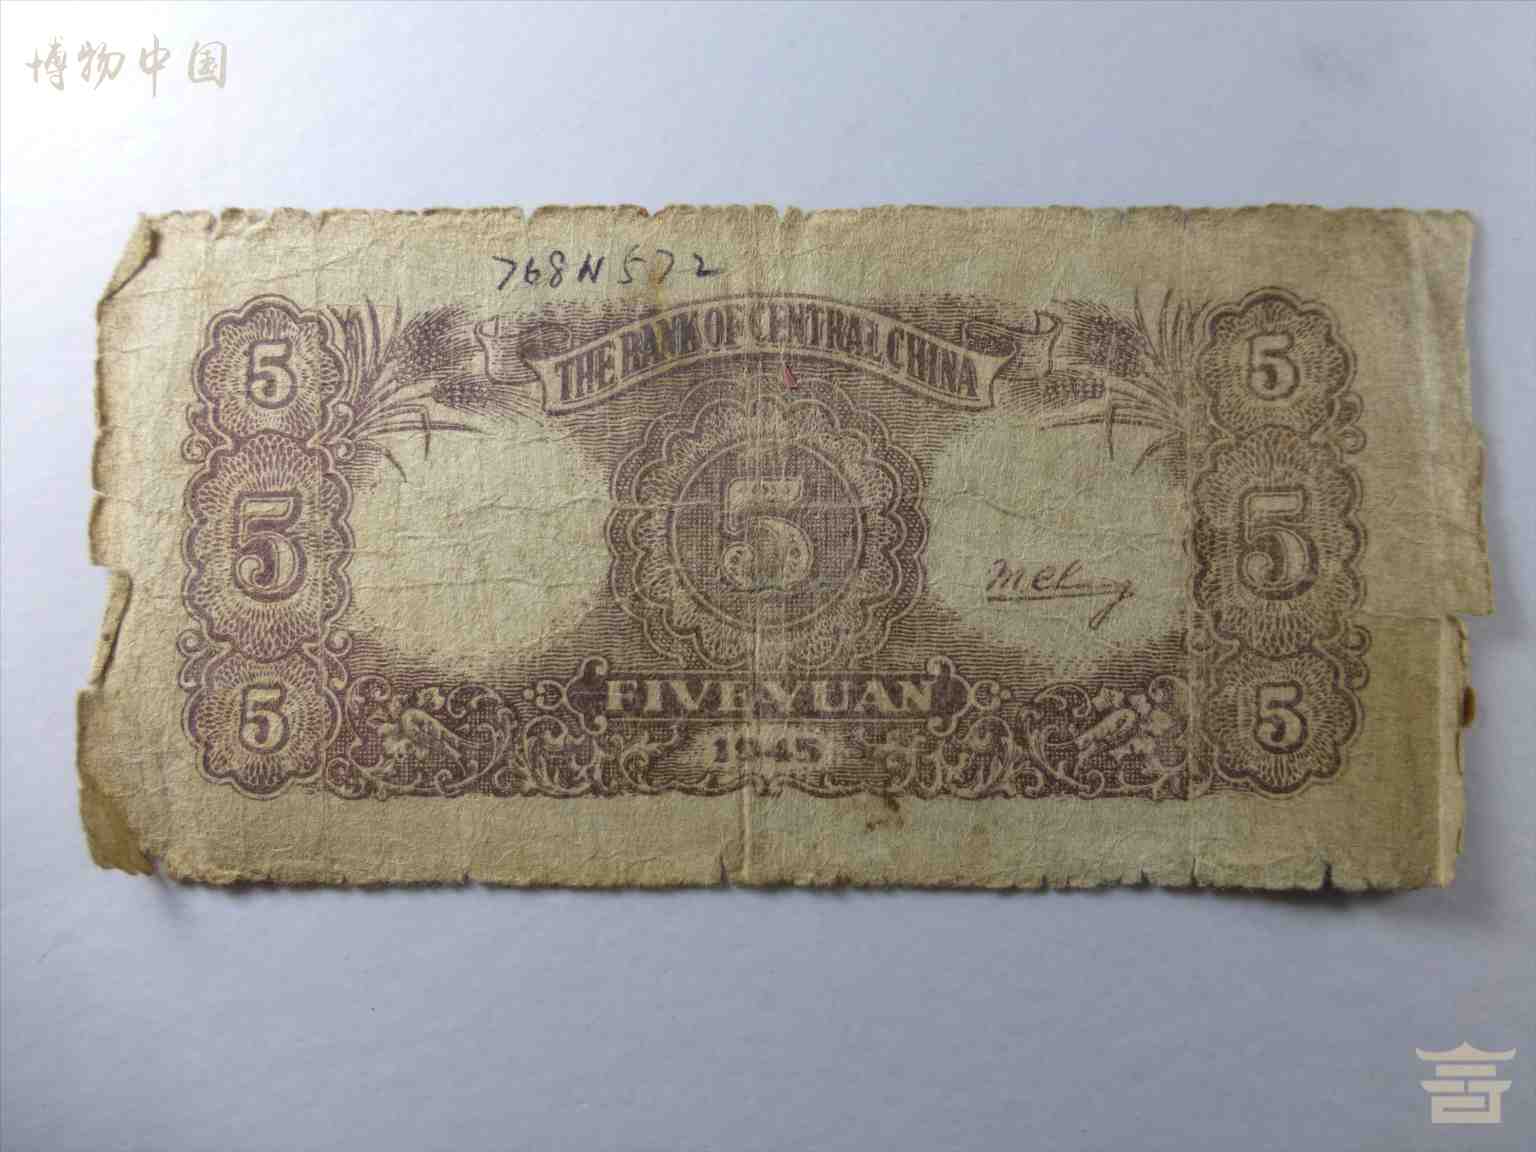 博物中国
768N572
THE BANK OF CENTRAL CHINA
5 5
5 5 5
FIVE YUAN
5 5
1945